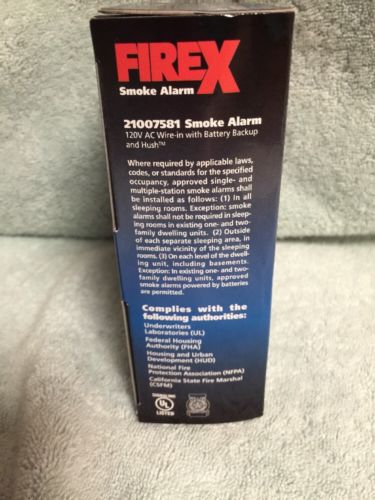 FIREX
Smoke Alarm
21007581 Smoke Alarm
120V AC Wire-in with Battery Backup
and Hush™
Where required by applicable laws,
codes, or standards for the specified
occupancy, approved single- and
multiple-station smoke alarms shall
be installed as follows: (1) In all
sleeping rooms. Exception: smoke
alarms shall not be required in sleep-
ing rooms in existing one- and two-
family dwelling units. (2) Outside
of each separate sleeping area, in
immediate vicinity of the sleeping
rooms. (3) On each level of the dwell-
ing unit, including basements.
Exception: In existing one- and two-
family dwelling units, approved
smoke alarms powered by batteries
are permitted.
Complies with the
following authorities:
Underwriters
Laboratories (UL)
Federal Housing
Authority (FHA)
Housing and Urban
Development (HUD)
National Fire
Protection Association (NFPA)
California State Fire Marshal
(CSFM)
SIGNALING
UL
LISTED